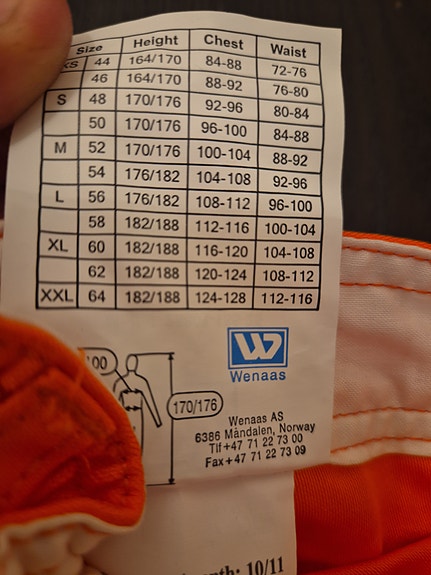 Size Height Chest Waist
XS 44 164/170 84-88 72-76
46 164/170 88-92 76-80
S 48 170/176 92-96 80-84
50 170/176 96-100 84-88
M 52 170/176 100-104 88-92
54 176/182 104-108 92-96
L 56 176/182 108-112 96-100
58 182/188 112-116 100-104
XL 60 182/188 116-120 104-108
62 182/188 120-124 108-112
XXL 64 182/188 124-128 112-116
W
Wenaas
00
170/176
Wenaas AS
6386 Måndalen, Norway
Tlf+47 71 22 73 00
Fax+47 71 22 73 09
10/11